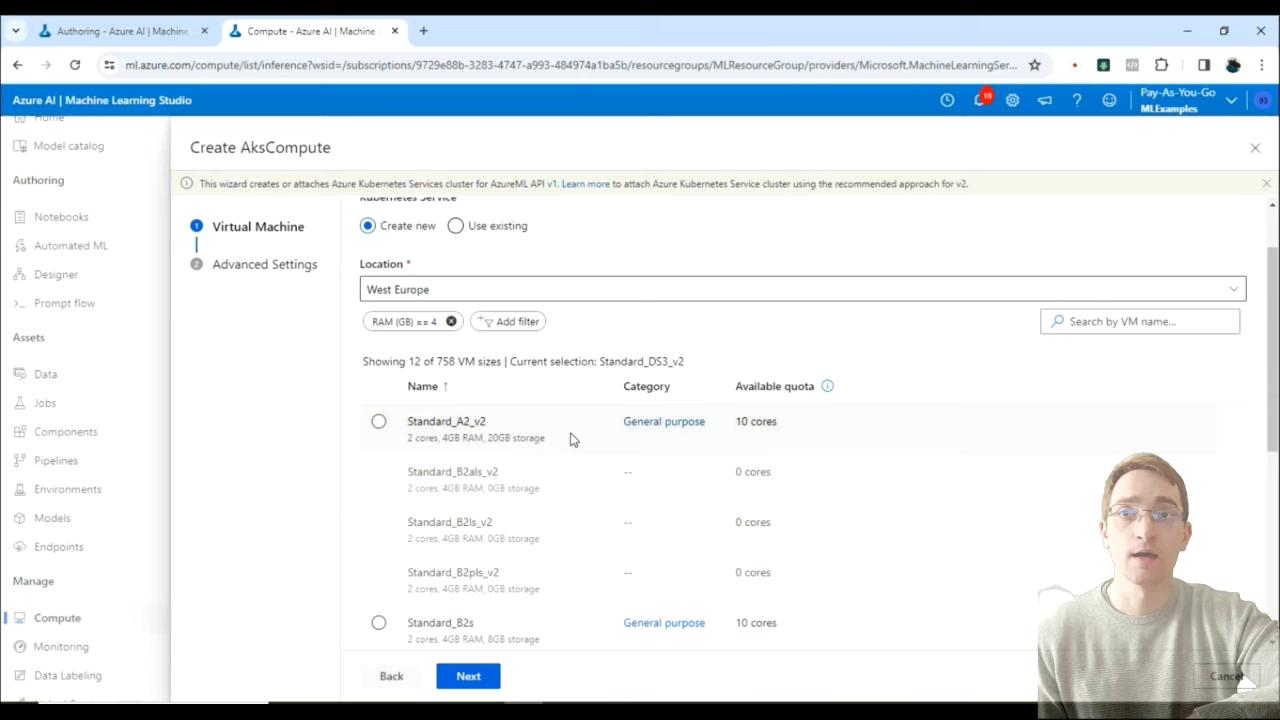 Authoring - Azure AI | Machine
Compute - Azure AI | Machine
ml.azure.com/compute/list/inference?wsid=/subscriptions/9729e88b-3283-4747-a993-484974a1ba5b/resourcegroups/MLResourceGroup/providers/Microsoft.MachineLearningSer...
Azure AI | Machine Learning Studio
18
?
Pay-As-You-Go
MLExamples
93
Home
Model catalog
Authoring
Notebooks
Automated ML
Designer
Prompt flow
Assets
Data
Jobs
Components
Pipelines
Environments
Models
Endpoints
Manage
Compute
Monitoring
Data Labeling
Create AksCompute
This wizard creates or attaches Azure Kubernetes Services cluster for AzureML API v1. Learn more to attach Azure Kubernetes Service cluster using the recommended approach for v2.
1 Virtual Machine
2 Advanced Settings
Kubernetes Service
Create new Use existing
Location *
West Europe
RAM (GB) == 4 Add filter
Search by VM name...
Showing 12 of 758 VM sizes | Current selection: Standard_DS3_v2
Name ↑ Category Available quota
Standard_A2_v2 General purpose 10 cores
2 cores, 4GB RAM, 20GB storage
Standard_B2als_v2 -- 0 cores
2 cores, 4GB RAM, 0GB storage
Standard_B2ls_v2 -- 0 cores
2 cores, 4GB RAM, 0GB storage
Standard_B2pls_v2 -- 0 cores
2 cores, 4GB RAM, 0GB storage
Standard_B2s General purpose 10 cores
2 cores, 4GB RAM, 8GB storage
Back Next
Cancel